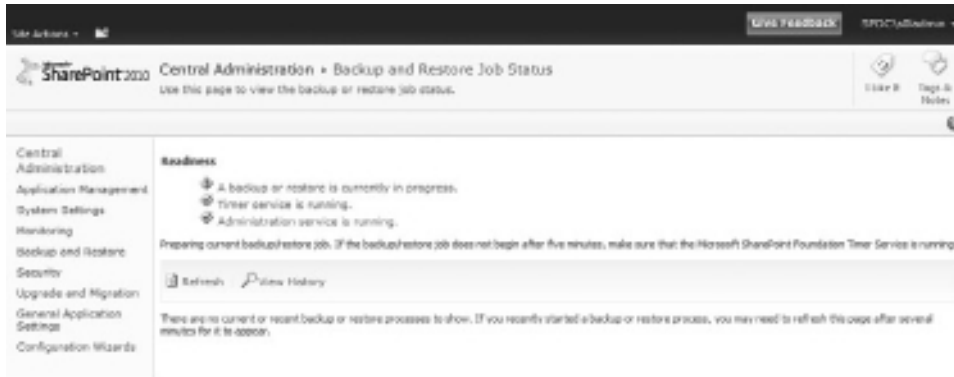 Site Actions
Give Feedback
SharePoint 2010
Central Administration ▸ Backup and Restore Job Status
Use this page to view the backup or restore job status.
I Like It
Tags & Notes
Central Administration
Application Management
System Settings
Monitoring
Backup and Restore
Security
Upgrade and Migration
General Application Settings
Configuration Wizards
Readiness
A backup or restore is currently in progress.
Timer service is running.
Administration service is running.
Preparing current backup/restore job. If the backup/restore job does not begin after five minutes, make sure that the Microsoft SharePoint Foundation Timer Service is running
Refresh
View History
There are no current or recent backup or restore processes to show. If you recently started a backup or restore process, you may need to refresh this page after several
minutes for it to appear.